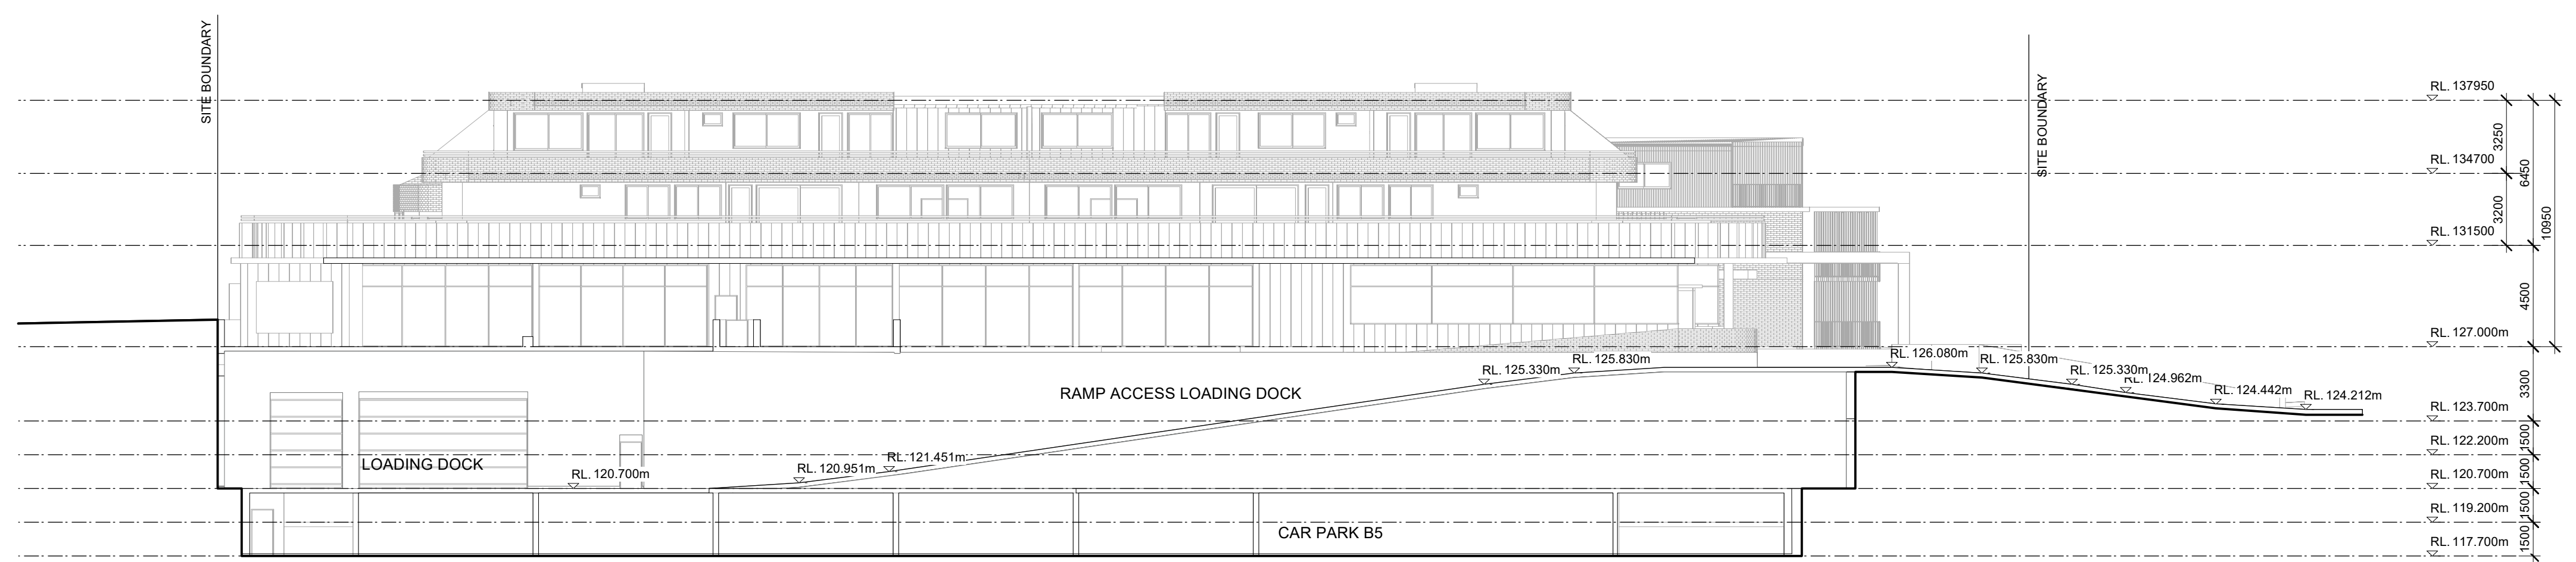 SITE BOUNDARY
SITE BOUNDARY
RL. 137950
3250
RL. 134700
6450
3200
10950
RL. 131500
4500
RL. 127.000m
RL. 126.080m
RL. 125.830m
RL. 125.830m
RL. 125.330m
RL. 125.330m
RL. 124.962m
RL. 124.442m
RL. 124.212m
3300
RAMP ACCESS LOADING DOCK
RL. 123.700m
1500
RL. 122.200m
LOADING DOCK
RL. 121.451m
RL. 120.951m
RL. 120.700m
1500
RL. 120.700m
1500
RL. 119.200m
CAR PARK B5
1500
RL. 117.700m